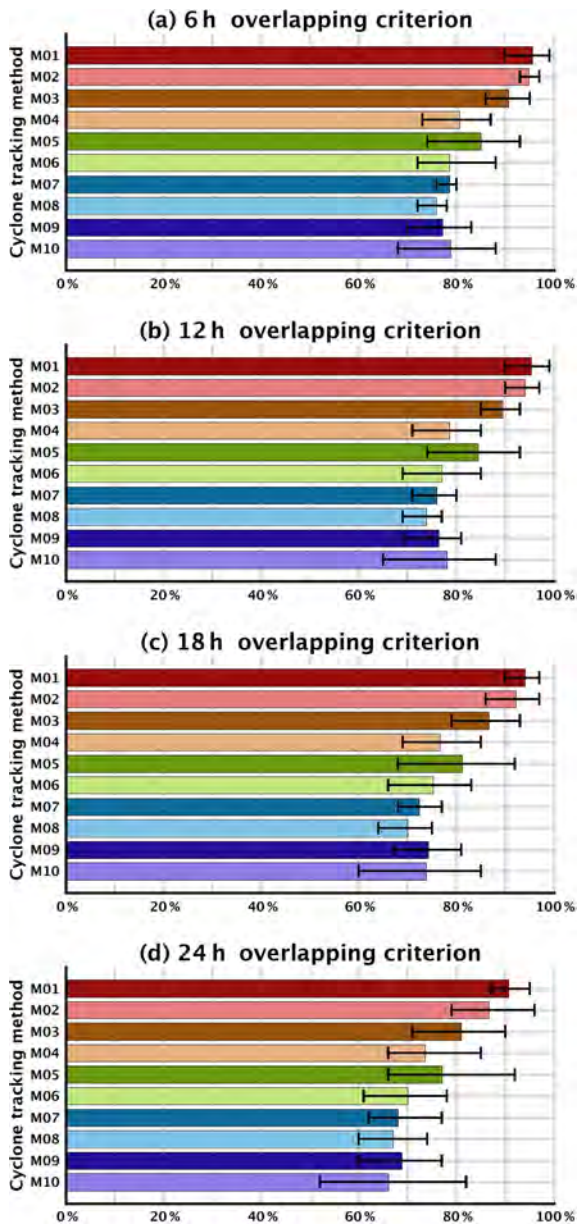 (a) 6 h overlapping criterion
Cyclone tracking method
M01
M02
M03
M04
M05
M06
M07
M08
M09
M10
0% 20% 40% 60% 80% 100%
(b) 12 h overlapping criterion
Cyclone tracking method
M01
M02
M03
M04
M05
M06
M07
M08
M09
M10
0% 20% 40% 60% 80% 100%
(c) 18 h overlapping criterion
Cyclone tracking method
M01
M02
M03
M04
M05
M06
M07
M08
M09
M10
0% 20% 40% 60% 80% 100%
(d) 24 h overlapping criterion
Cyclone tracking method
M01
M02
M03
M04
M05
M06
M07
M08
M09
M10
0% 20% 40% 60% 80% 100%